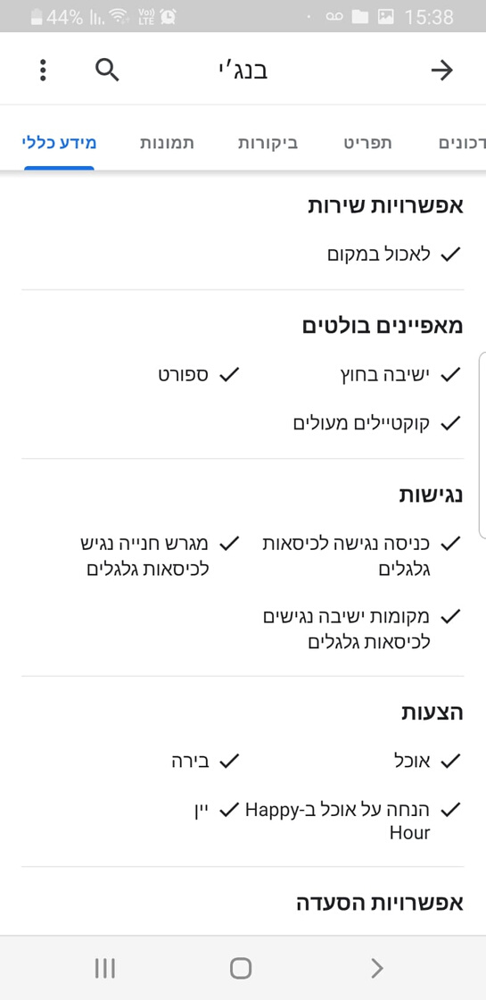 44% Vo) LTE 15:38
בנג׳י
דכונים תפריט ביקורות תמונות מידע כללי
אפשרויות שירות
לאכול במקום
מאפיינים בולטים
ישיבה בחוץ ספורט
קוקטיילים מעולים
נגישות
כניסה נגישה לכיסאות מגרש חנייה נגיש
גלגלים לכיסאות גלגלים
מקומות ישיבה נגישים
לכיסאות גלגלים
הצעות
אוכל בירה
הנחה על אוכל ב-Happy יין
Hour
אפשרויות הסעדה